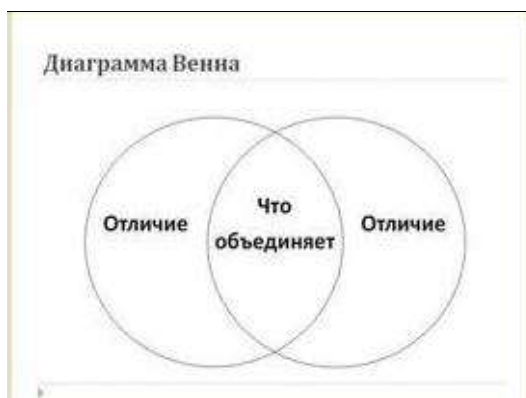 Диаграмма Венна
Отличие
Что
объединяет
Отличие